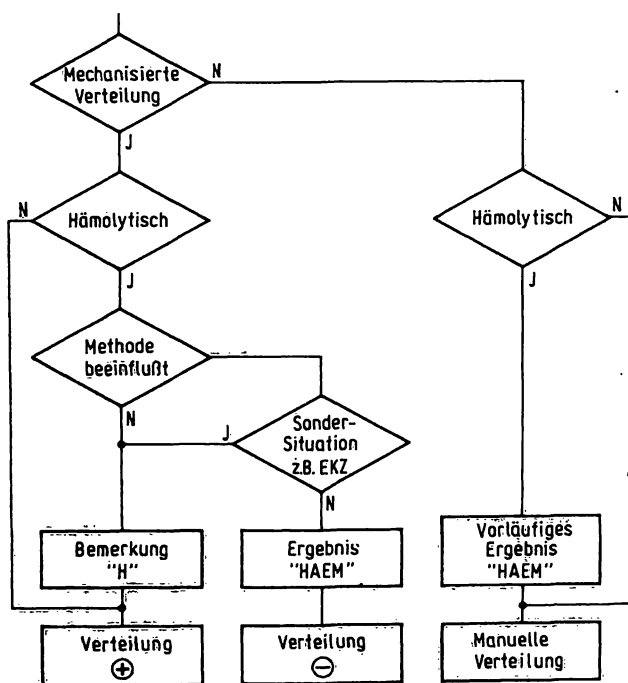 Mechanisierte
Verteilung
N
J
N
Hämolytisch
J
Hämolytisch
N
J
Methode
beeinflußt
N
J
Sonder-
Situation
z.B. EKZ
N
Bemerkung
"H"
Ergebnis
"HAEM"
Vorläufiges
Ergebnis
"HAEM"
Verteilung
+
Verteilung
−
Manuelle
Verteilung